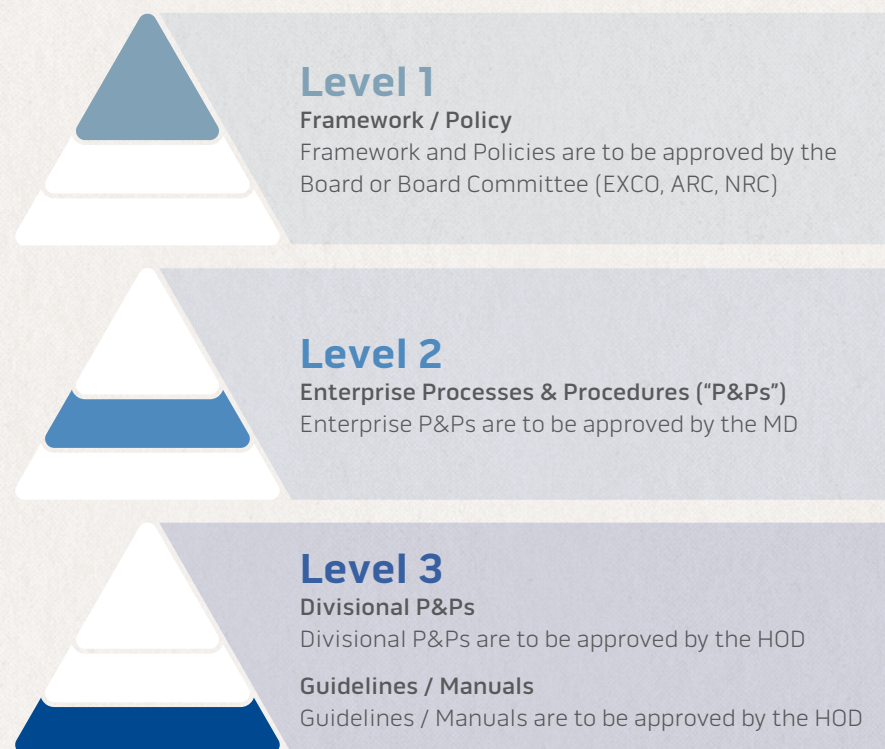 Level 1
Framework / Policy
Framework and Policies are to be approved by the
Board or Board Committee (EXCO, ARC, NRC)
Level 2
Enterprise Processes & Procedures (“P&Ps”)
Enterprise P&Ps are to be approved by the MD
Level 3
Divisional P&Ps
Divisional P&Ps are to be approved by the HOD
Guidelines / Manuals
Guidelines / Manuals are to be approved by the HOD